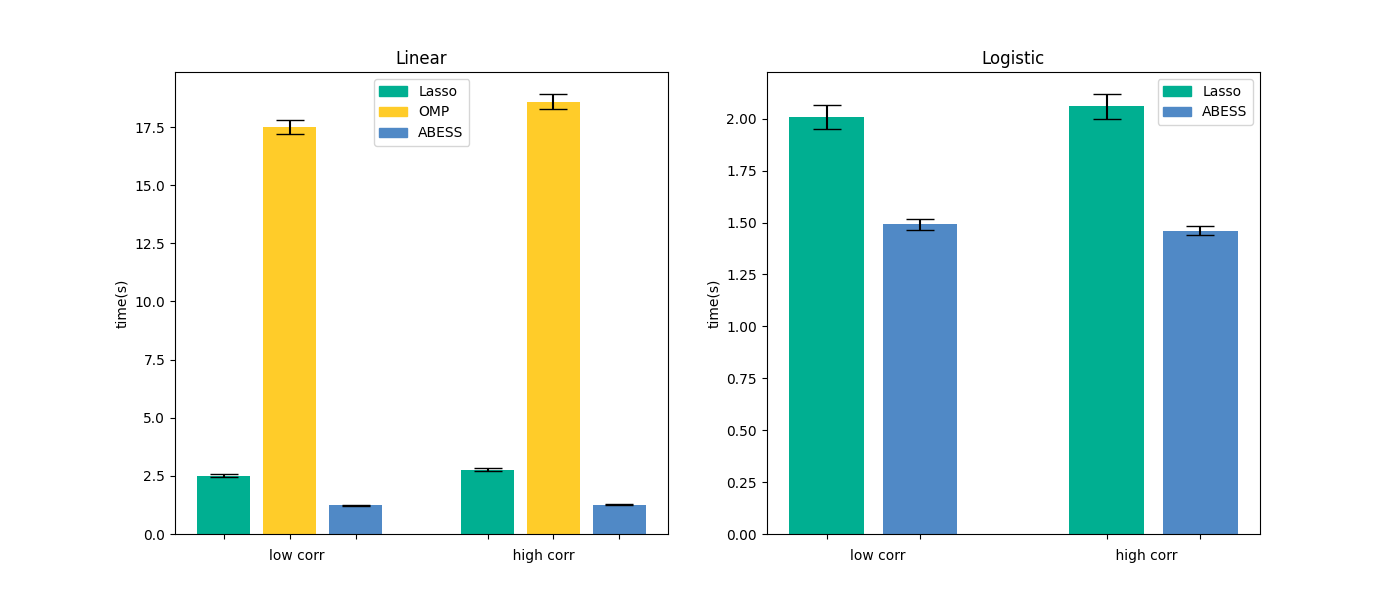 Linear
Lasso
OMP
ABESS
17.5
15.0
12.5
10.0
7.5
5.0
2.5
0.0
time(s)
low corr
high corr
Logistic
Lasso
ABESS
2.00
1.75
1.50
1.25
1.00
0.75
0.50
0.25
0.00
time(s)
low corr
high corr